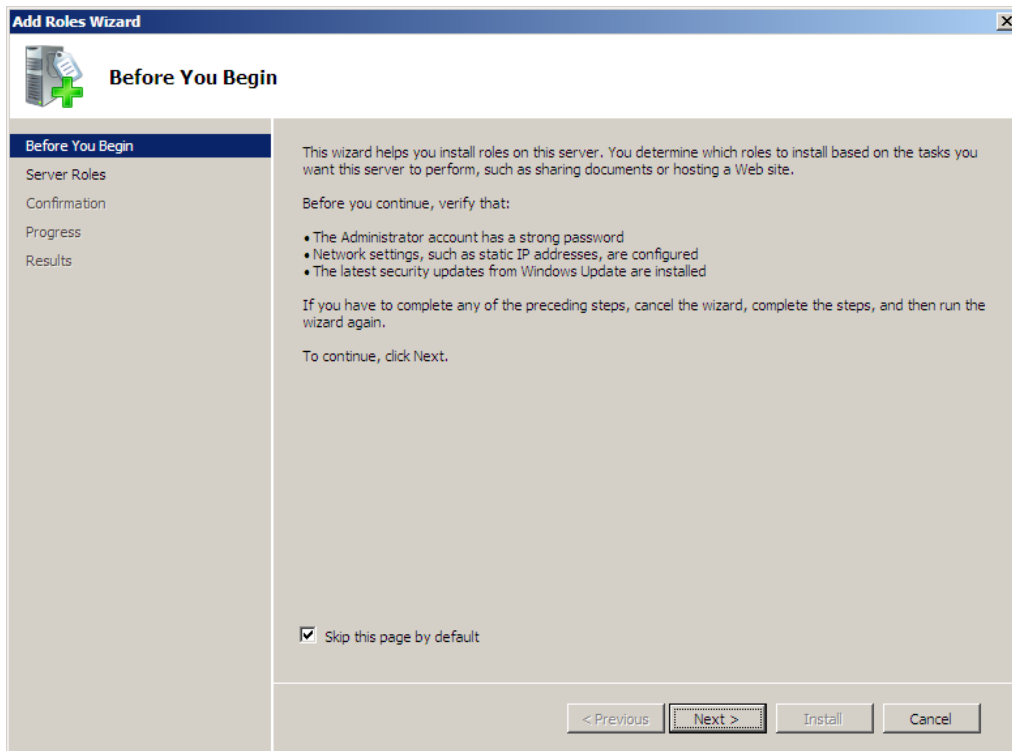 Add Roles Wizard
Before You Begin
Before You Begin
Server Roles
Confirmation
Progress
Results
This wizard helps you install roles on this server. You determine which roles to install based on the tasks you
want this server to perform, such as sharing documents or hosting a Web site.
Before you continue, verify that:
• The Administrator account has a strong password
• Network settings, such as static IP addresses, are configured
• The latest security updates from Windows Update are installed
If you have to complete any of the preceding steps, cancel the wizard, complete the steps, and then run the
wizard again.
To continue, click Next.
Skip this page by default
< Previous
Next >
Install
Cancel